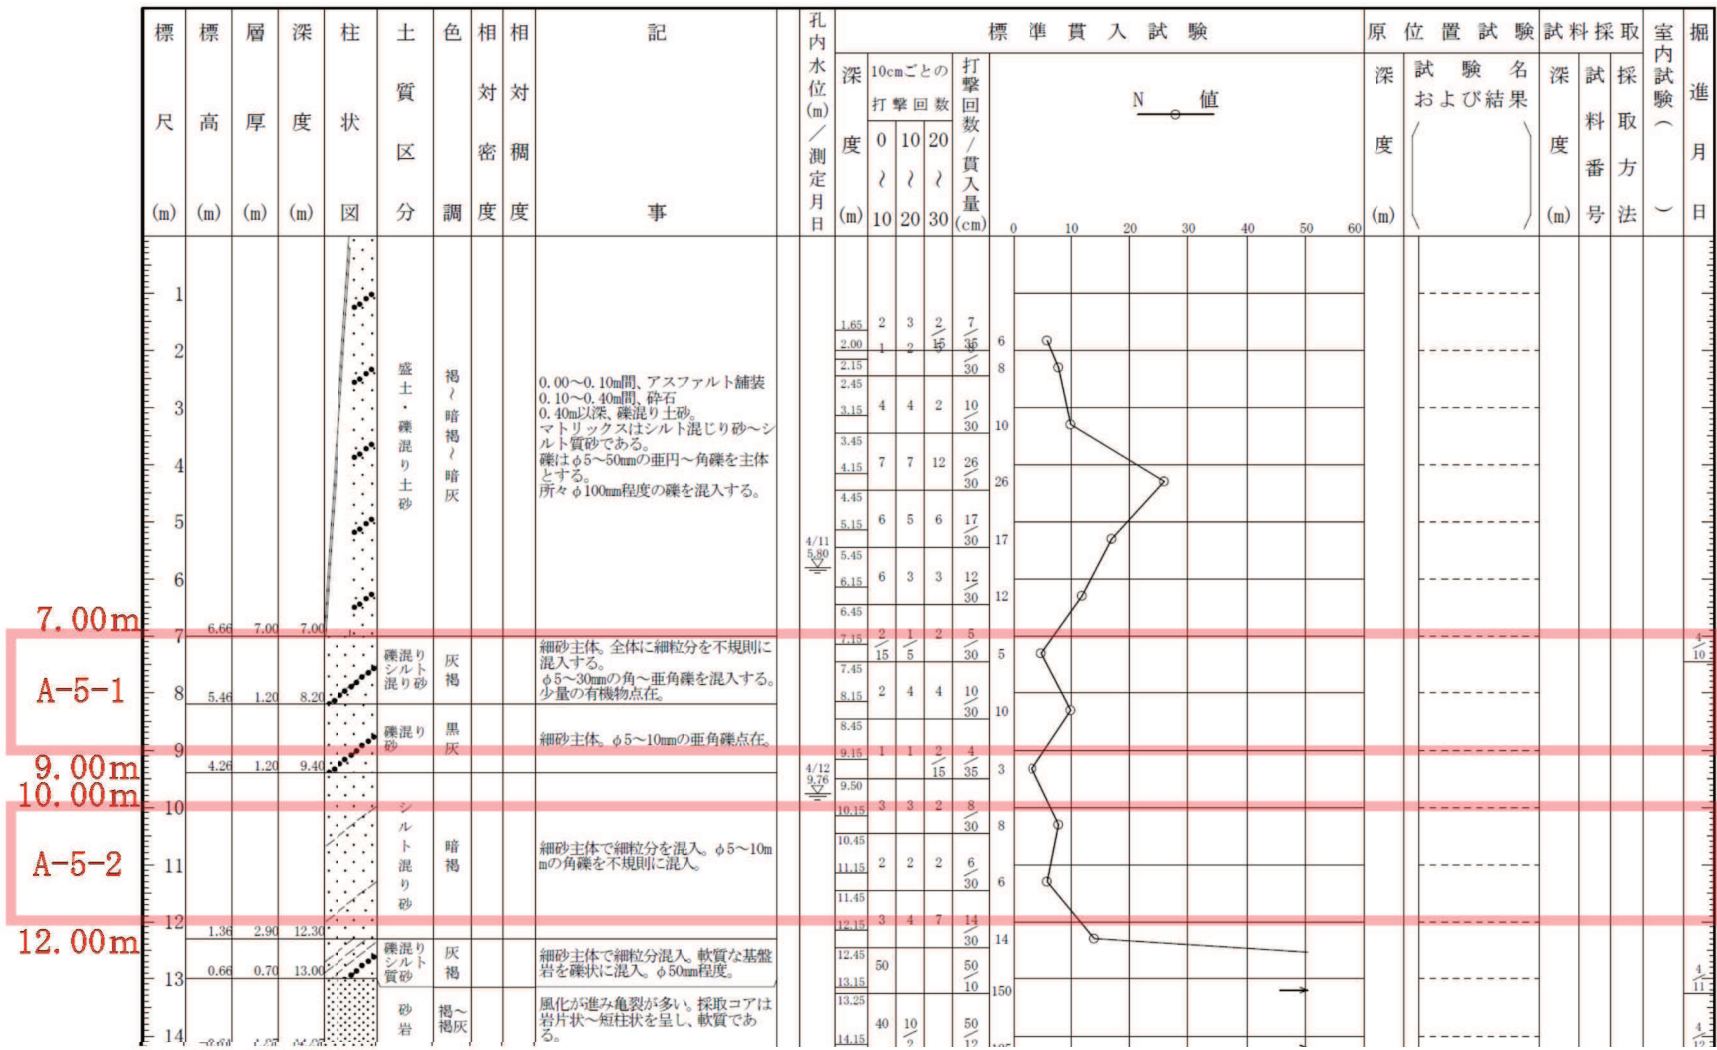 標尺(m)
標高(m)
層厚(m)
深度(m)
柱状図
土質区分
色調
相対密度
相対稠度
記事
孔内水位(m)／測定月日
標準貫入試験
深度(m)
10cmごとの
打撃回数
0〜10
10〜20
20〜30
打撃回数/貫入量(cm)
N 値
0 10 20 30 40 50 60
原位置試験
深度(m)
試験名
および結果
試料採取
深度(m)
試料番号
採取方法
室内試験( )
掘進月日
1
2
3
4
5
6
7
8
9
10
11
12
13
14
盛土・礫混り土砂
褐〜暗褐〜暗灰
0.00〜0.10m間、アスファルト舗装
0.10〜0.40m間、砕石
0.40m以深、礫混り土砂。
マトリックスはシルト混じり砂〜シ
ルト質砂である。
礫はφ5〜50mmの亜円〜角礫を主体
とする。
所々φ100mm程度の礫を混入する。
4/11
5.80
1.65 2 3 2/15 7/35 6
2.00 1 2 5
2.15 30 8
2.45
3.15 4 4 2 10/30 10
3.45
4.15 7 7 12 26/30 26
4.45
5.15 6 5 6 17/30 17
5.45
6.15 6 3 3 12/30 12
6.45
7.00m
6.66 7.00 7.00
7.15 2/15 1/5 2 5/30 5
4/10
A-5-1
礫混り
シルト
混り砂
灰褐
細砂主体。全体に細粒分を不規則に
混入する。
φ5〜30mmの角〜亜角礫を混入する。
少量の有機物点在。
7.45
5.46 1.20 8.20
8.15 2 4 4 10/30 10
礫混り
砂
黒灰
細砂主体。φ5〜10mmの亜角礫点在。
8.45
9.00m
4.26 1.20 9.40
9.15 1 1 2/15 4/35 3
4/12
9.76
9.50
10.00m
10.15 3 3 2 8/30 8
A-5-2
シルト混り砂
暗褐
細砂主体で細粒分を混入。φ5〜10m
mの角礫を不規則に混入。
10.45
11.15 2 2 2 6/30 6
11.45
12.00m
1.36 2.90 12.30
12.15 3 4 7 14/30 14
礫混り
シルト
質砂
灰褐
細砂主体で細粒分混入。軟質な基盤
岩を礫状に混入。φ50mm程度。
12.45
0.66 0.70 13.00
13.15 50 50/10 150
4/11
13.25
砂岩
褐〜
褐灰
風化が進み亀裂が多い。採取コアは
岩片状〜短柱状を呈し、軟質であ
る。
14.15 40 10/2 50/12
4/12